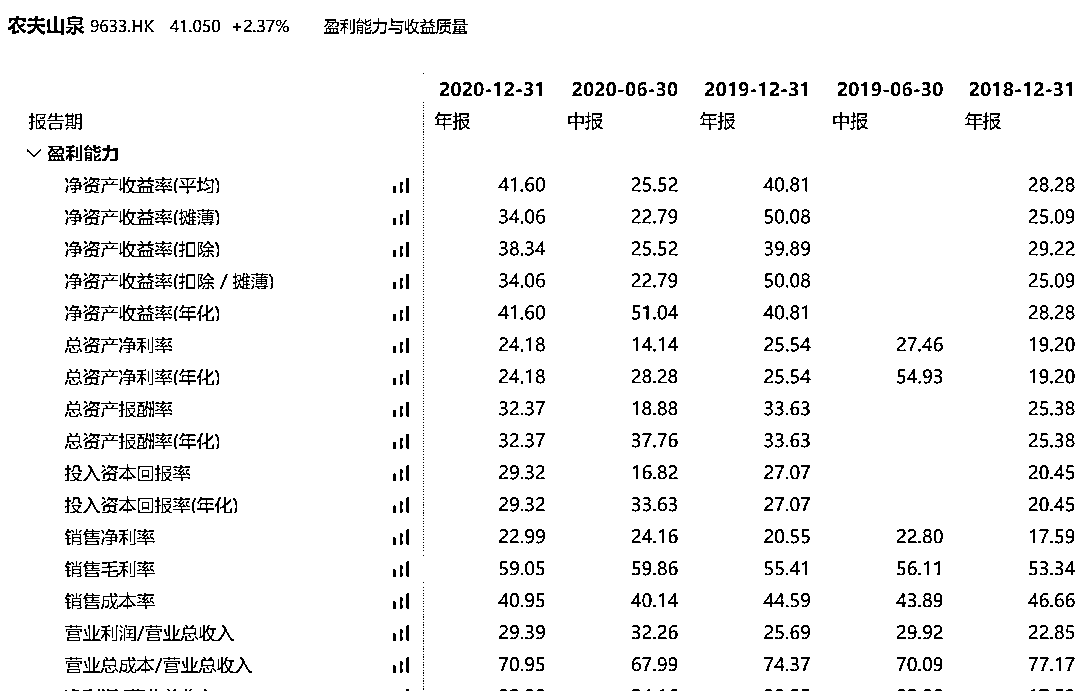 农夫山泉 9633.HK 41.050 +2.37% 盈利能力与收益质量
2020-12-31 2020-06-30 2019-12-31 2019-06-30 2018-12-31
报告期 年报 中报 年报 中报 年报
盈利能力
净资产收益率(平均) 41.60 25.52 40.81 28.28
净资产收益率(摊薄) 34.06 22.79 50.08 25.09
净资产收益率(扣除) 38.34 25.52 39.89 29.22
净资产收益率(扣除 / 摊薄) 34.06 22.79 50.08 25.09
净资产收益率(年化) 41.60 51.04 40.81 28.28
总资产净利率 24.18 14.14 25.54 27.46 19.20
总资产净利率(年化) 24.18 28.28 25.54 54.93 19.20
总资产报酬率 32.37 18.88 33.63 25.38
总资产报酬率(年化) 32.37 37.76 33.63 25.38
投入资本回报率 29.32 16.82 27.07 20.45
投入资本回报率(年化) 29.32 33.63 27.07 20.45
销售净利率 22.99 24.16 20.55 22.80 17.59
销售毛利率 59.05 59.86 55.41 56.11 53.34
销售成本率 40.95 40.14 44.59 43.89 46.66
营业利润/营业总收入 29.39 32.26 25.69 29.92 22.85
营业总成本/营业总收入 70.95 67.99 74.37 70.09 77.17